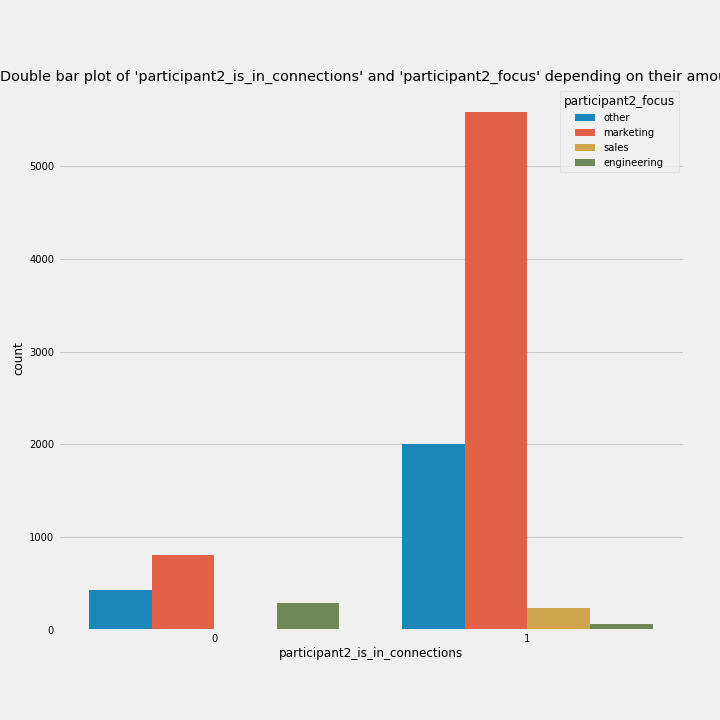 Double bar plot of 'participant2_is_in_connections' and 'participant2_focus' depending on their
participant2_focus
other
marketing
sales
engineering
5000
4000
3000
2000
1000
0
count
0 1
participant2_is_in_connections